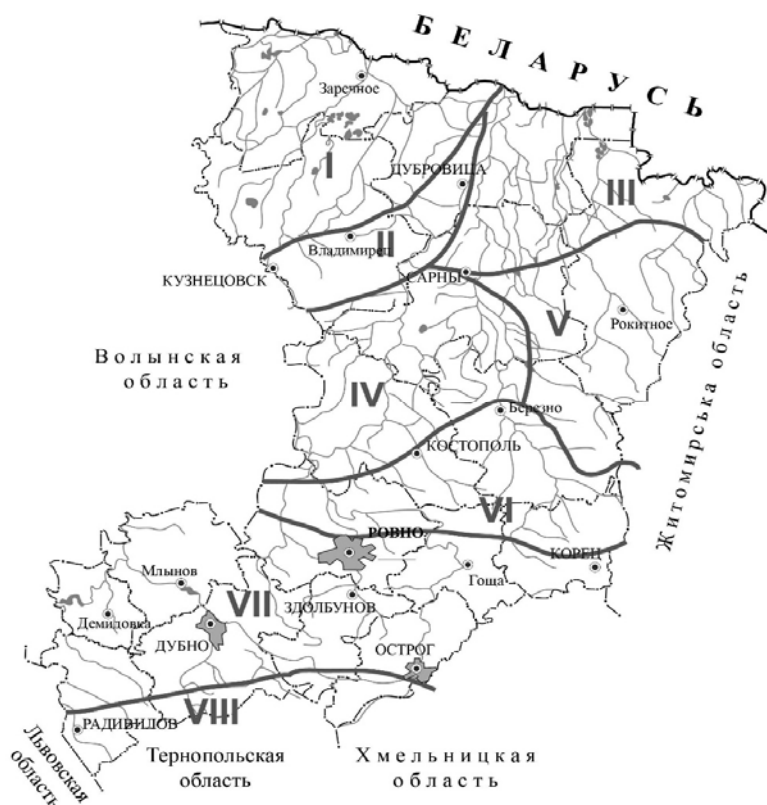 БЕЛАРУСЬ
Заречное
I
ДУБРОВИЦА
III
II
Владимирец
КУЗНЕЦОВСК
САРНЫ
V
Рокитное
Волынская
область
Житомирська область
IV
Березно
КОСТОПОЛЬ
VI
РОВНО
КОРЕЦ
Млынов
Гоща
VII
ЗДОЛБУНОВ
Демидовка
ДУБНО
ОСТРОГ
VIII
РАДИВИЛОВ
Львовская
область
Тернопольская
область
Хмельницкая
область